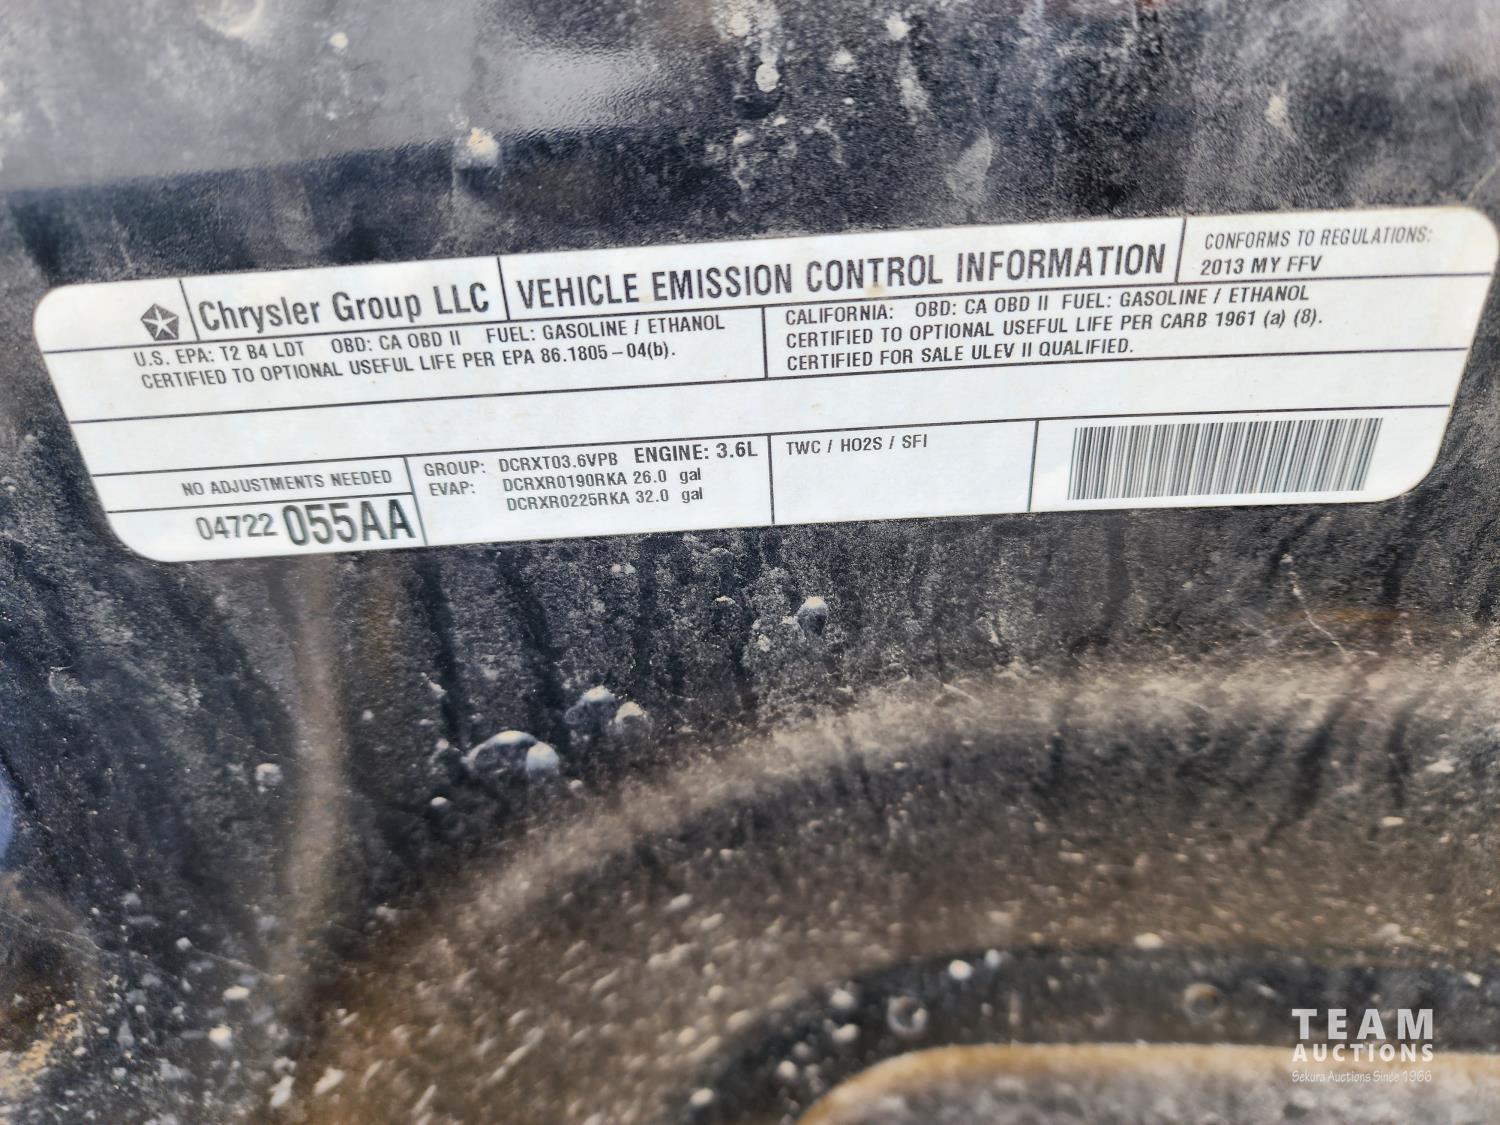 Chrysler Group LLC VEHICLE EMISSION CONTROL INFORMATION
CONFORMS TO REGULATIONS:
2013 MY FFV
U.S. EPA: T2 B4 LDT OBD: CA OBD II FUEL: GASOLINE / ETHANOL
CERTIFIED TO OPTIONAL USEFUL LIFE PER EPA 86.1805-04(b).
CALIFORNIA: OBD: CA OBD II FUEL: GASOLINE / ETHANOL
CERTIFIED TO OPTIONAL USEFUL LIFE PER CARB 1961 (a) (8).
CERTIFIED FOR SALE ULEV II QUALIFIED.
NO ADJUSTMENTS NEEDED
04722 055AA
GROUP: DCRXT03.6VPB ENGINE: 3.6L
EVAP: DCRXR0190RKA 26.0 gal
DCRXR0225RKA 32.0 gal
TWC / HO2S / SFI
TEAM
AUCTIONS
Sekura Auctions Since 1966